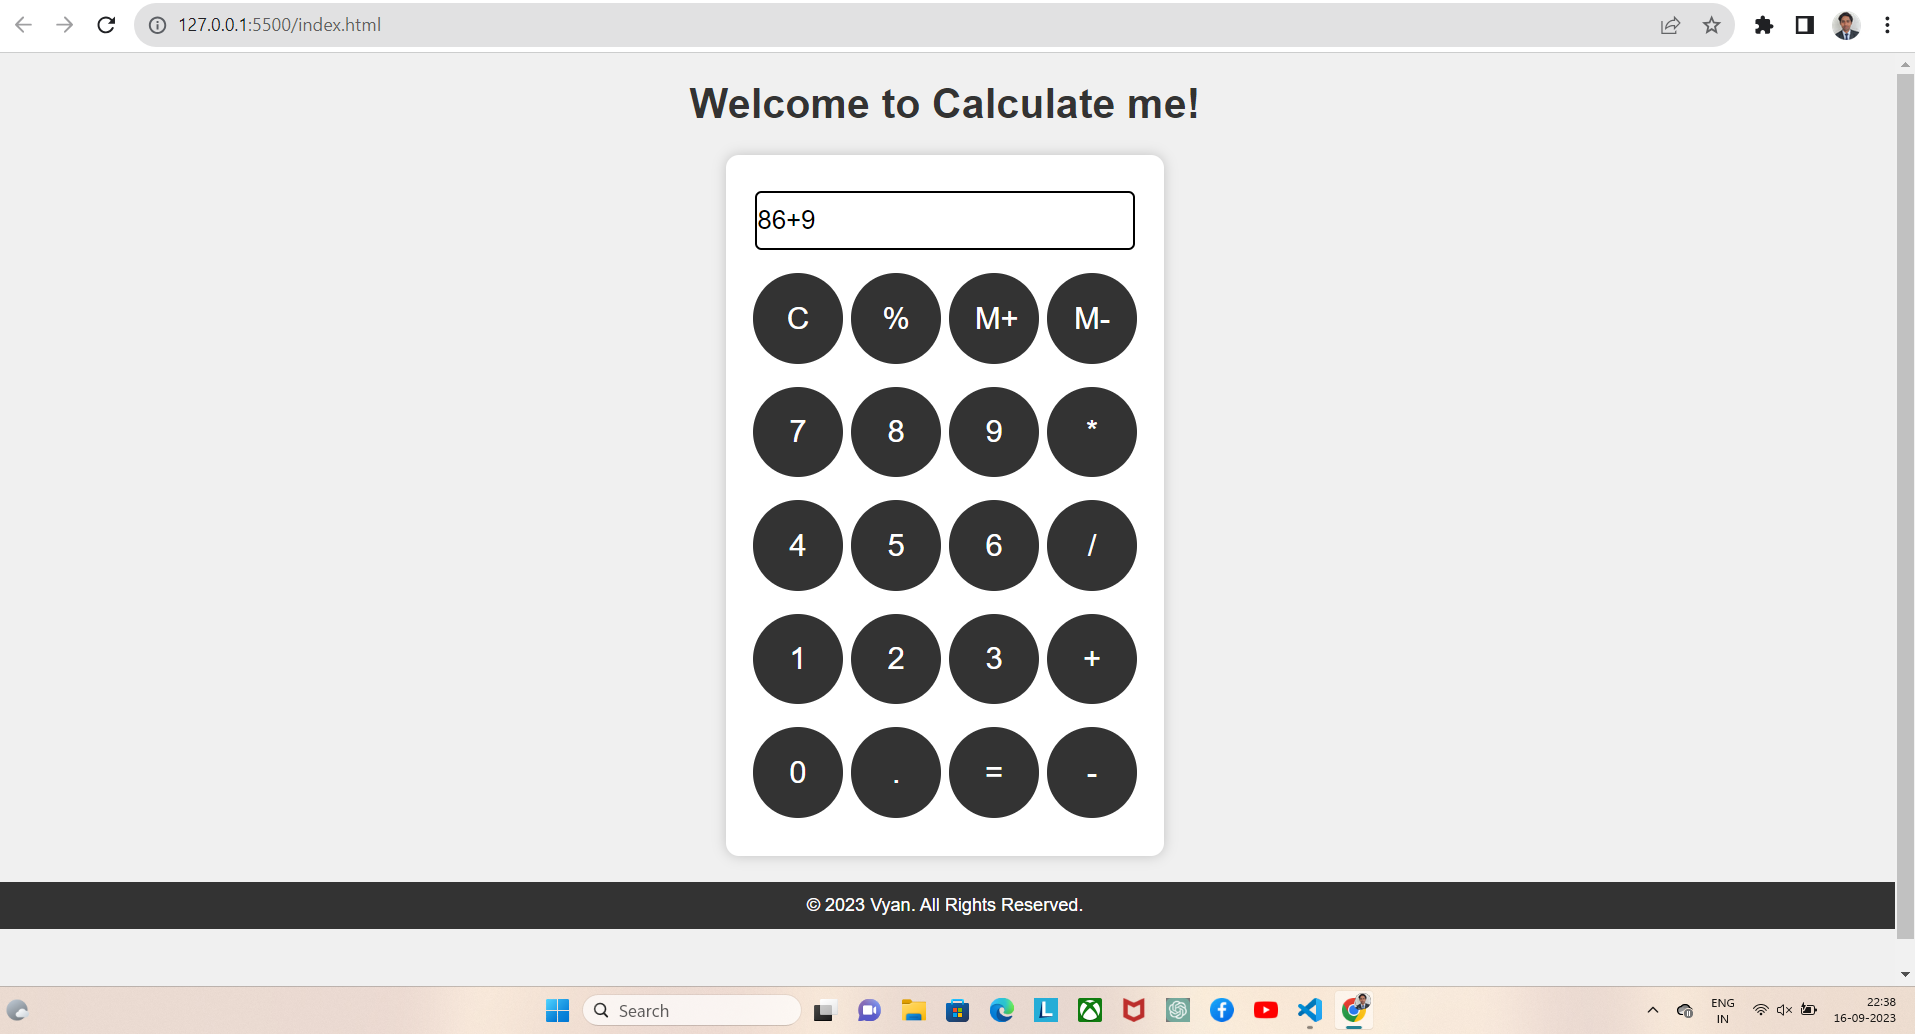 127.0.0.1:5500/index.html
Welcome to Calculate me!
86+9
C % M+ M-
7 8 9 *
4 5 6 /
1 2 3 +
0 . = -
© 2023 Vyan. All Rights Reserved.
Search
L
ENG
IN
22:38
16-09-2023